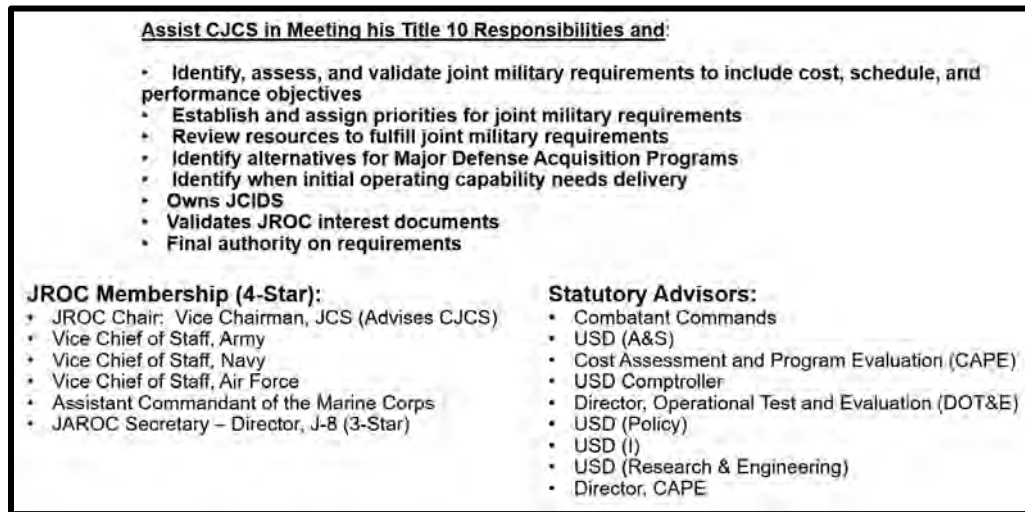 Assist CJCS in Meeting his Title 10 Responsibilities and:
• Identify, assess, and validate joint military requirements to include cost, schedule, and
performance objectives
• Establish and assign priorities for joint military requirements
• Review resources to fulfill joint military requirements
• Identify alternatives for Major Defense Acquisition Programs
• Identify when initial operating capability needs delivery
• Owns JCIDS
• Validates JROC interest documents
• Final authority on requirements
JROC Membership (4-Star):
• JROC Chair: Vice Chairman, JCS (Advises CJCS)
• Vice Chief of Staff, Army
• Vice Chief of Staff, Navy
• Vice Chief of Staff, Air Force
• Assistant Commandant of the Marine Corps
• JAROC Secretary – Director, J-8 (3-Star)
Statutory Advisors:
• Combatant Commands
• USD (A&S)
• Cost Assessment and Program Evaluation (CAPE)
• USD Comptroller
• Director, Operational Test and Evaluation (DOT&E)
• USD (Policy)
• USD (I)
• USD (Research & Engineering)
• Director, CAPE